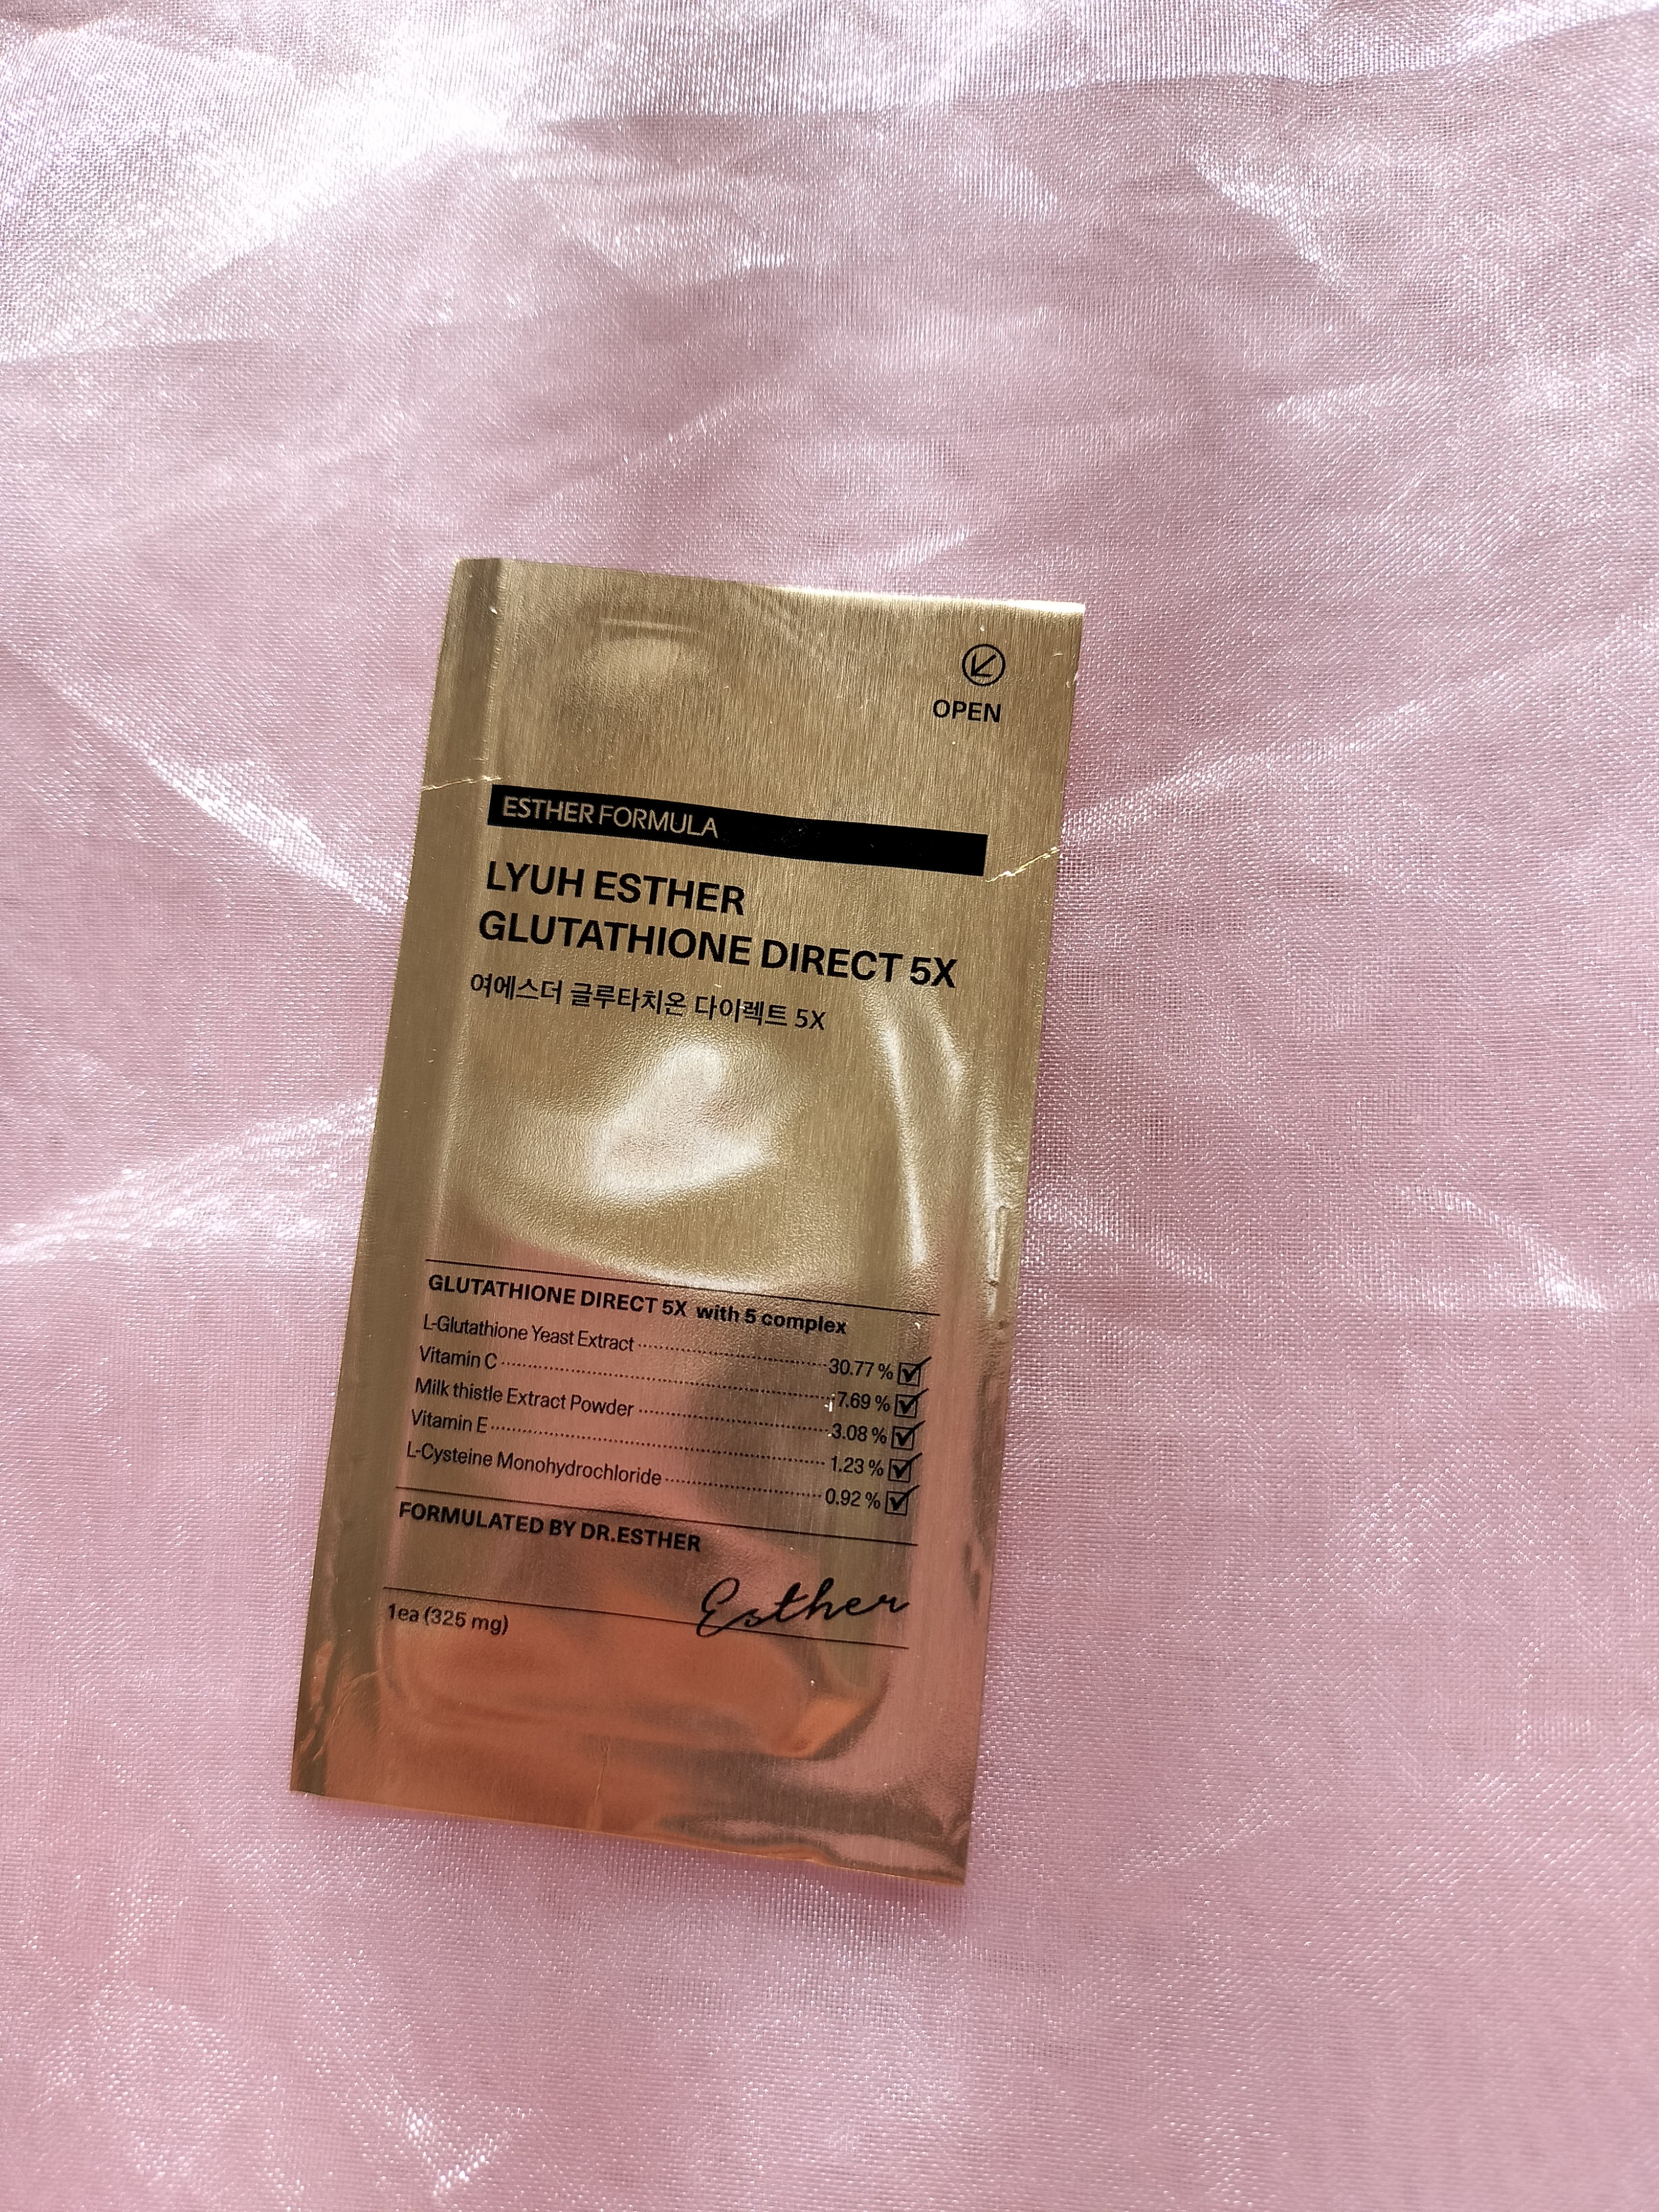 OPEN
ESTHER FORMULA
LYUH ESTHER
GLUTATHIONE DIRECT 5X
여에스더 글루타치온 다이렉트 5X
GLUTATHIONE DIRECT 5X with 5 complex
L-Glutathione Yeast Extract 30.77 %
Vitamin C 7.69 %
Milk thistle Extract Powder 3.08 %
Vitamin E 1.23 %
L-Cysteine Monohydrochloride 0.92 %
FORMULATED BY DR.ESTHER
Esther
1ea (325 mg)